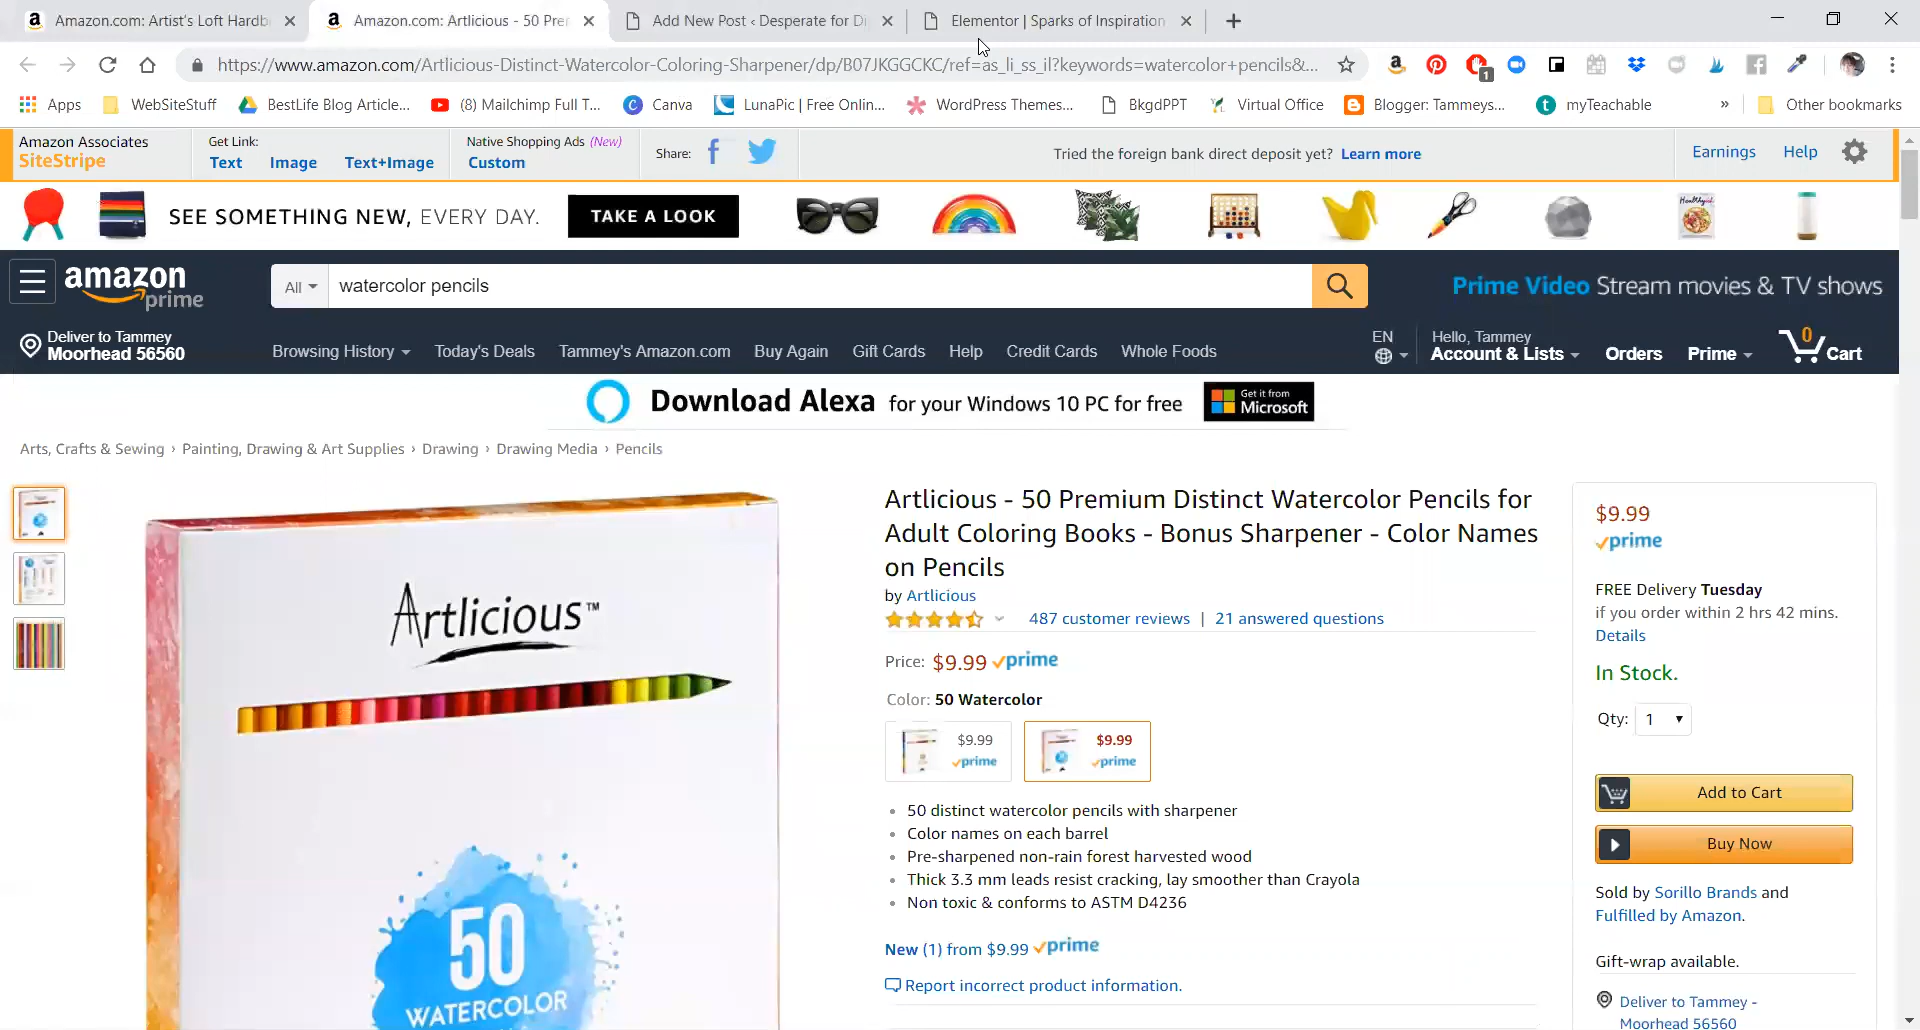 Amazon.com: Artist's Loft Hardb
Amazon.com: Artlicious - 50 Pre
Add New Post ‹ Desperate for Di
Elementor | Sparks of Inspiration
https://www.amazon.com/Artlicious-Distinct-Watercolor-Coloring-Sharpener/dp/B07JKGGCKC/ref=as_li_ss_il?keywords=watercolor+pencils&...
1
Apps
WebSiteStuff
BestLife Blog Article...
(8) Mailchimp Full T...
Canva
LunaPic | Free Onlin...
WordPress Themes...
BkgdPPT
Virtual Office
Blogger: Tammeys...
myTeachable
»
Other bookmarks
Amazon Associates
SiteStripe
Get Link:
Text Image Text+Image
Native Shopping Ads (New)
Custom
Share:
Tried the foreign bank direct deposit yet? Learn more
Earnings
Help
SEE SOMETHING NEW, EVERY DAY.
TAKE A LOOK
amazon
prime
All
watercolor pencils
Prime Video Stream movies & TV shows
Deliver to Tammey
Moorhead 56560
Browsing History
Today's Deals
Tammey's Amazon.com
Buy Again
Gift Cards
Help
Credit Cards
Whole Foods
EN
Hello, Tammey
Account & Lists
Orders
Prime
0
Cart
Download Alexa for your Windows 10 PC for free
Get it from
Microsoft
Arts, Crafts & Sewing › Painting, Drawing & Art Supplies › Drawing › Drawing Media › Pencils
Artlicious™
50
WATERCOLOR
Artlicious - 50 Premium Distinct Watercolor Pencils for
Adult Coloring Books - Bonus Sharpener - Color Names
on Pencils
by Artlicious
487 customer reviews | 21 answered questions
Price: $9.99 prime
Color: 50 Watercolor
$9.99
prime
$9.99
prime
• 50 distinct watercolor pencils with sharpener
• Color names on each barrel
• Pre-sharpened non-rain forest harvested wood
• Thick 3.3 mm leads resist cracking, lay smoother than Crayola
• Non toxic & conforms to ASTM D4236
New (1) from $9.99 prime
Report incorrect product information.
$9.99
prime
FREE Delivery Tuesday
if you order within 2 hrs 42 mins.
Details
In Stock.
Qty: 1
Add to Cart
Buy Now
Sold by Sorillo Brands and
Fulfilled by Amazon.
Gift-wrap available.
Deliver to Tammey -
Moorhead 56560